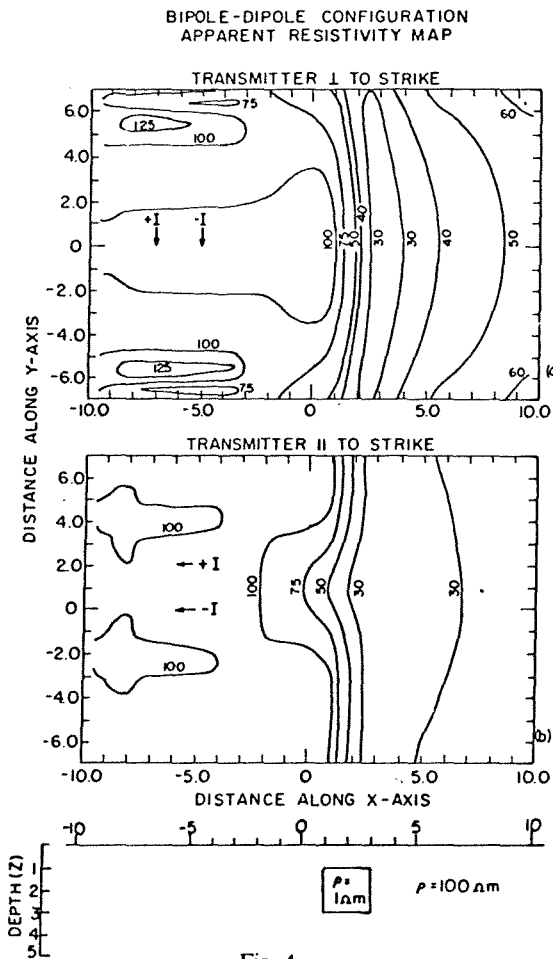 BIPOLE-DIPOLE CONFIGURATION
APPARENT RESISTIVITY MAP
TRANSMITTER ⊥ TO STRIKE
6.0
4.0
2.0
0
-2.0
-4.0
-6.0
75
125
100
+I -I
100 75 50 40 30 30 40 50
60
100
125
75
60
-10.0 -5.0 0 5.0 10.0
DISTANCE ALONG Y-AXIS
TRANSMITTER II TO STRIKE
6.0
4.0
2.0
0
-2.0
-4.0
-6.0
100
+I
-I
100 75 50 30 30
100
(b)
-10.0 -5.0 0 5.0 10.0
DISTANCE ALONG X-AXIS
-10 -5 0 5 10
DEPTH (Z)
1
2
3
4
5
ρ=
1Ωm
ρ=100 Ωm